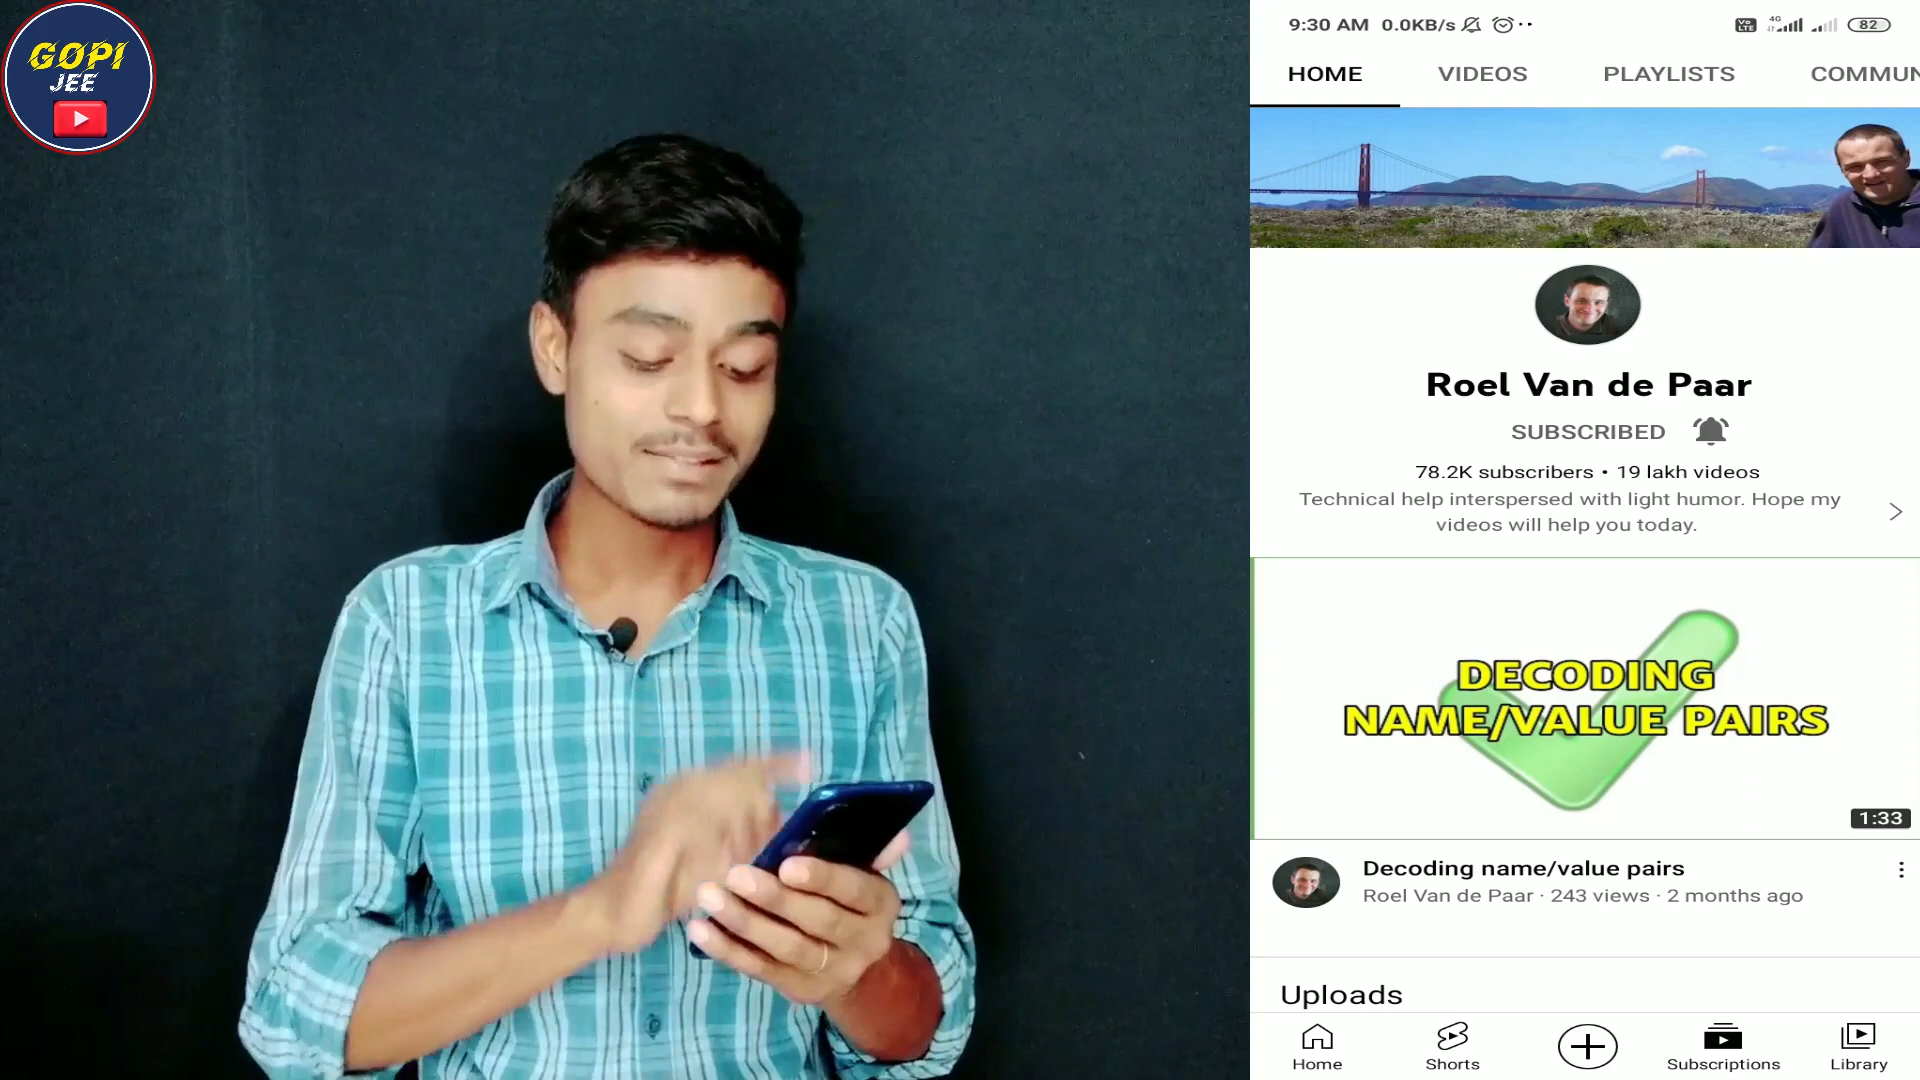 GOPI
JEE
9:30 AM 0.0KB/s
Vo
LTE
4G
82
HOME VIDEOS PLAYLISTS COMMUN
Roel Van de Paar
SUBSCRIBED
78.2K subscribers • 19 lakh videos
Technical help interspersed with light humor. Hope my
videos will help you today.
DECODING
NAME/VALUE PAIRS
1:33
Decoding name/value pairs
Roel Van de Paar · 243 views · 2 months ago
Uploads
Home Shorts Subscriptions Library